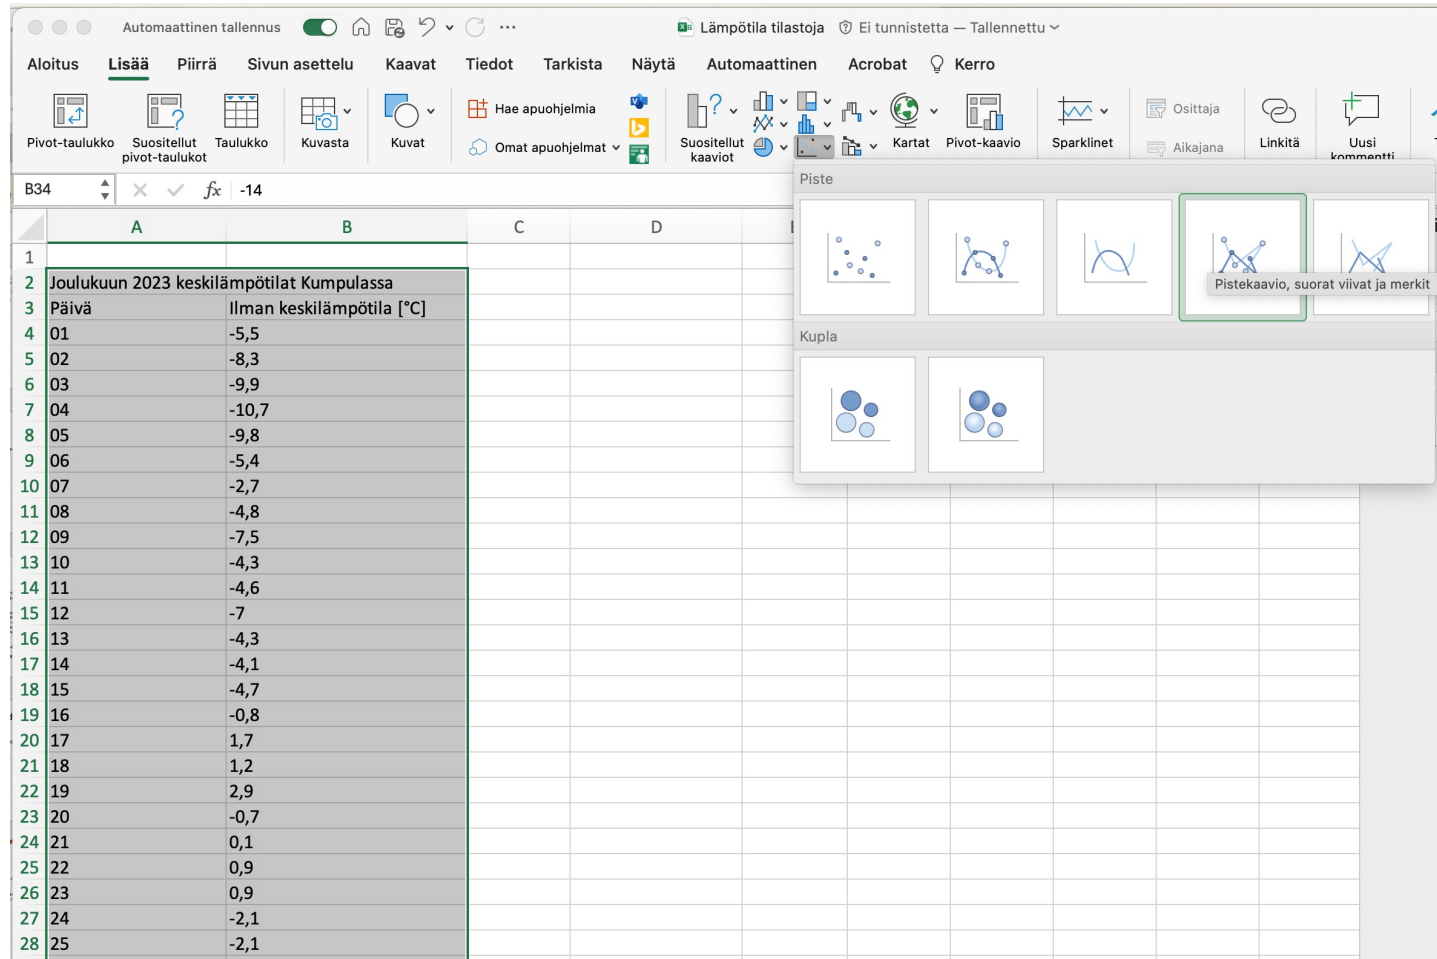 Automaattinen tallennus
Lämpötila tilastoja
Ei tunnistetta — Tallennettu
Aloitus Lisää Piirrä Sivun asettelu Kaavat Tiedot Tarkista Näytä Automaattinen Acrobat Kerro
Pivot-taulukko
Suositellut
pivot-taulukot
Taulukko
Kuvasta
Kuvat
Hae apuohjelmia
Omat apuohjelmat
Suositellut
kaaviot
Kartat
Pivot-kaavio
Sparklinet
Osittaja
Aikajana
Linkitä
Uusi
kommentti
B34 fx -14
Piste
Pistekaavio, suorat viivat ja merkit
Kupla
A B C D
1
2 Joulukuun 2023 keskilämpötilat Kumpulassa
3 Päivä Ilman keskilämpötila [°C]
4 01 -5,5
5 02 -8,3
6 03 -9,9
7 04 -10,7
8 05 -9,8
9 06 -5,4
10 07 -2,7
11 08 -4,8
12 09 -7,5
13 10 -4,3
14 11 -4,6
15 12 -7
16 13 -4,3
17 14 -4,1
18 15 -4,7
19 16 -0,8
20 17 1,7
21 18 1,2
22 19 2,9
23 20 -0,7
24 21 0,1
25 22 0,9
26 23 0,9
27 24 -2,1
28 25 -2,1